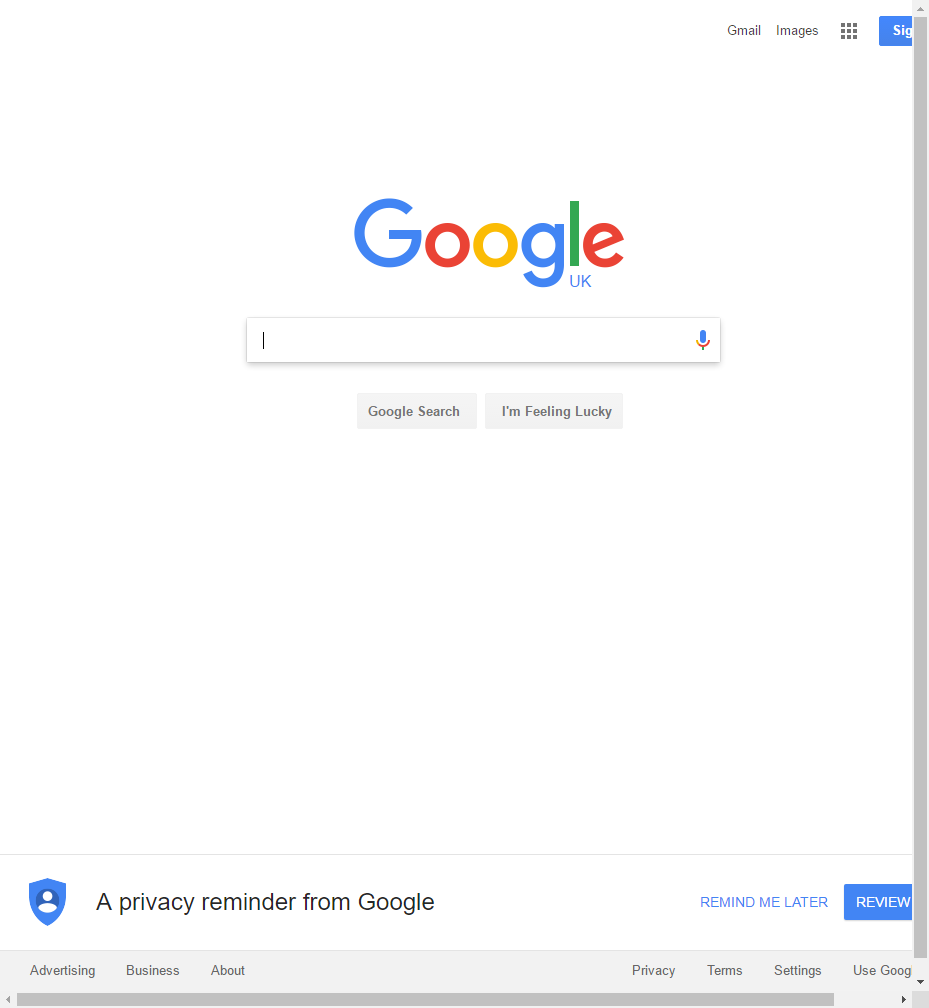 Gmail Images Sig
Google
UK
Google Search I'm Feeling Lucky
A privacy reminder from Google REMIND ME LATER REVIEW
Advertising Business About Privacy Terms Settings Use Goog